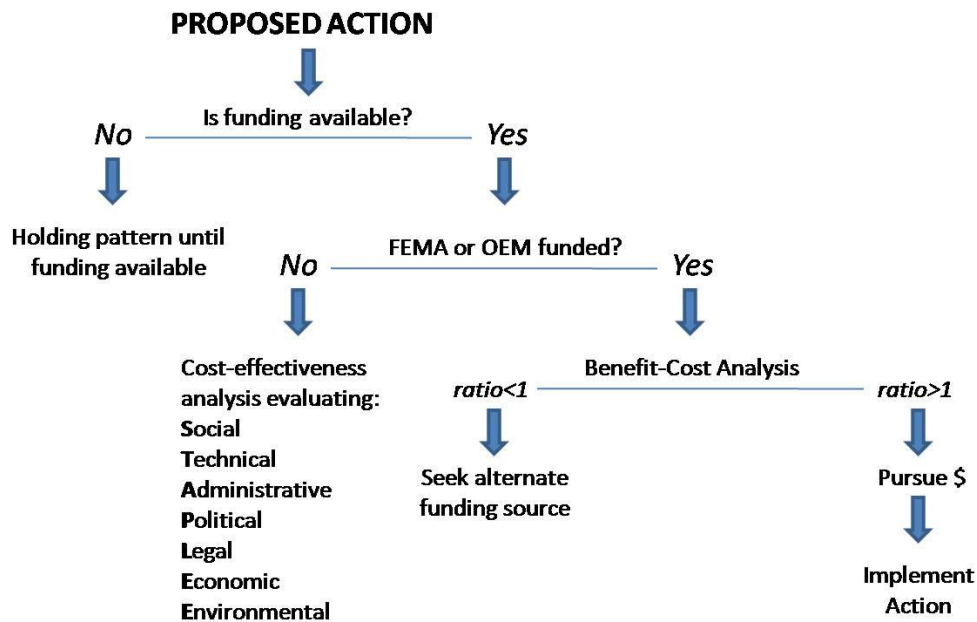 PROPOSED ACTION
Is funding available?
No
Yes
Holding pattern until
funding available
FEMA or OEM funded?
No
Yes
Cost-effectiveness
analysis evaluating:
Social
Technical
Administrative
Political
Legal
Economic
Environmental
Benefit-Cost Analysis
ratio<1
ratio>1
Seek alternate
funding source
Pursue $
Implement
Action